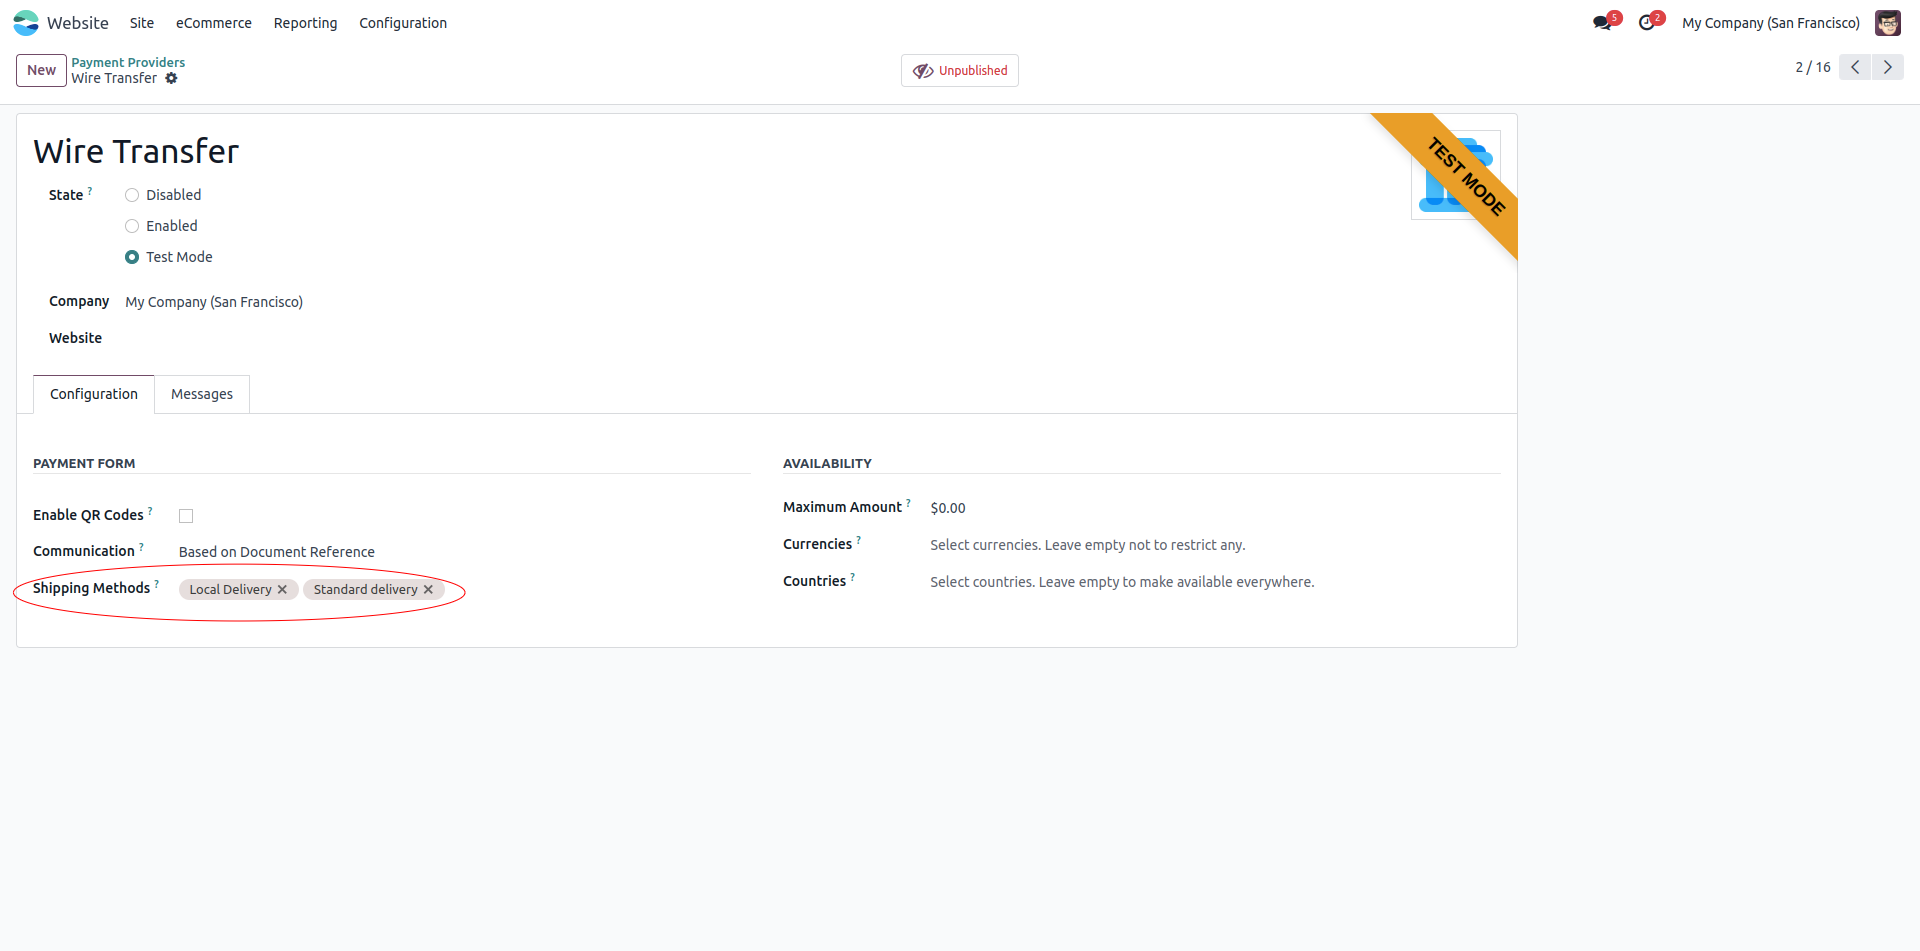 Website Site eCommerce Reporting Configuration 5 2 My Company (San Francisco)
New Payment Providers Unpublished 2 / 16
Wire Transfer
Wire Transfer
TEST MODE
State ? Disabled
Enabled
Test Mode
Company My Company (San Francisco)
Website
Configuration Messages
PAYMENT FORM
Enable QR Codes ?
Communication ? Based on Document Reference
Shipping Methods ? Local Delivery × Standard delivery ×
AVAILABILITY
Maximum Amount ? $0.00
Currencies ? Select currencies. Leave empty not to restrict any.
Countries ? Select countries. Leave empty to make available everywhere.